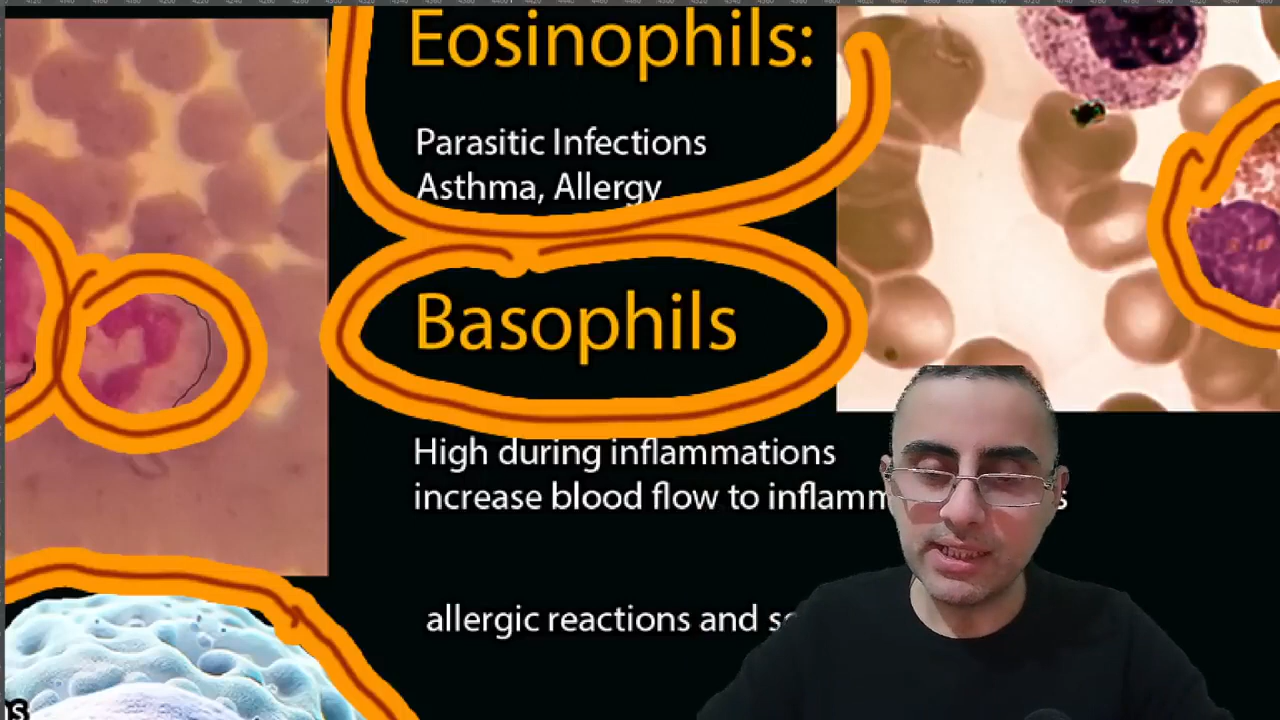 Eosinophils:
Parasitic Infections
Asthma, Allergy
Basophils
High during inflammations
increase blood flow to inflamm s
allergic reactions and